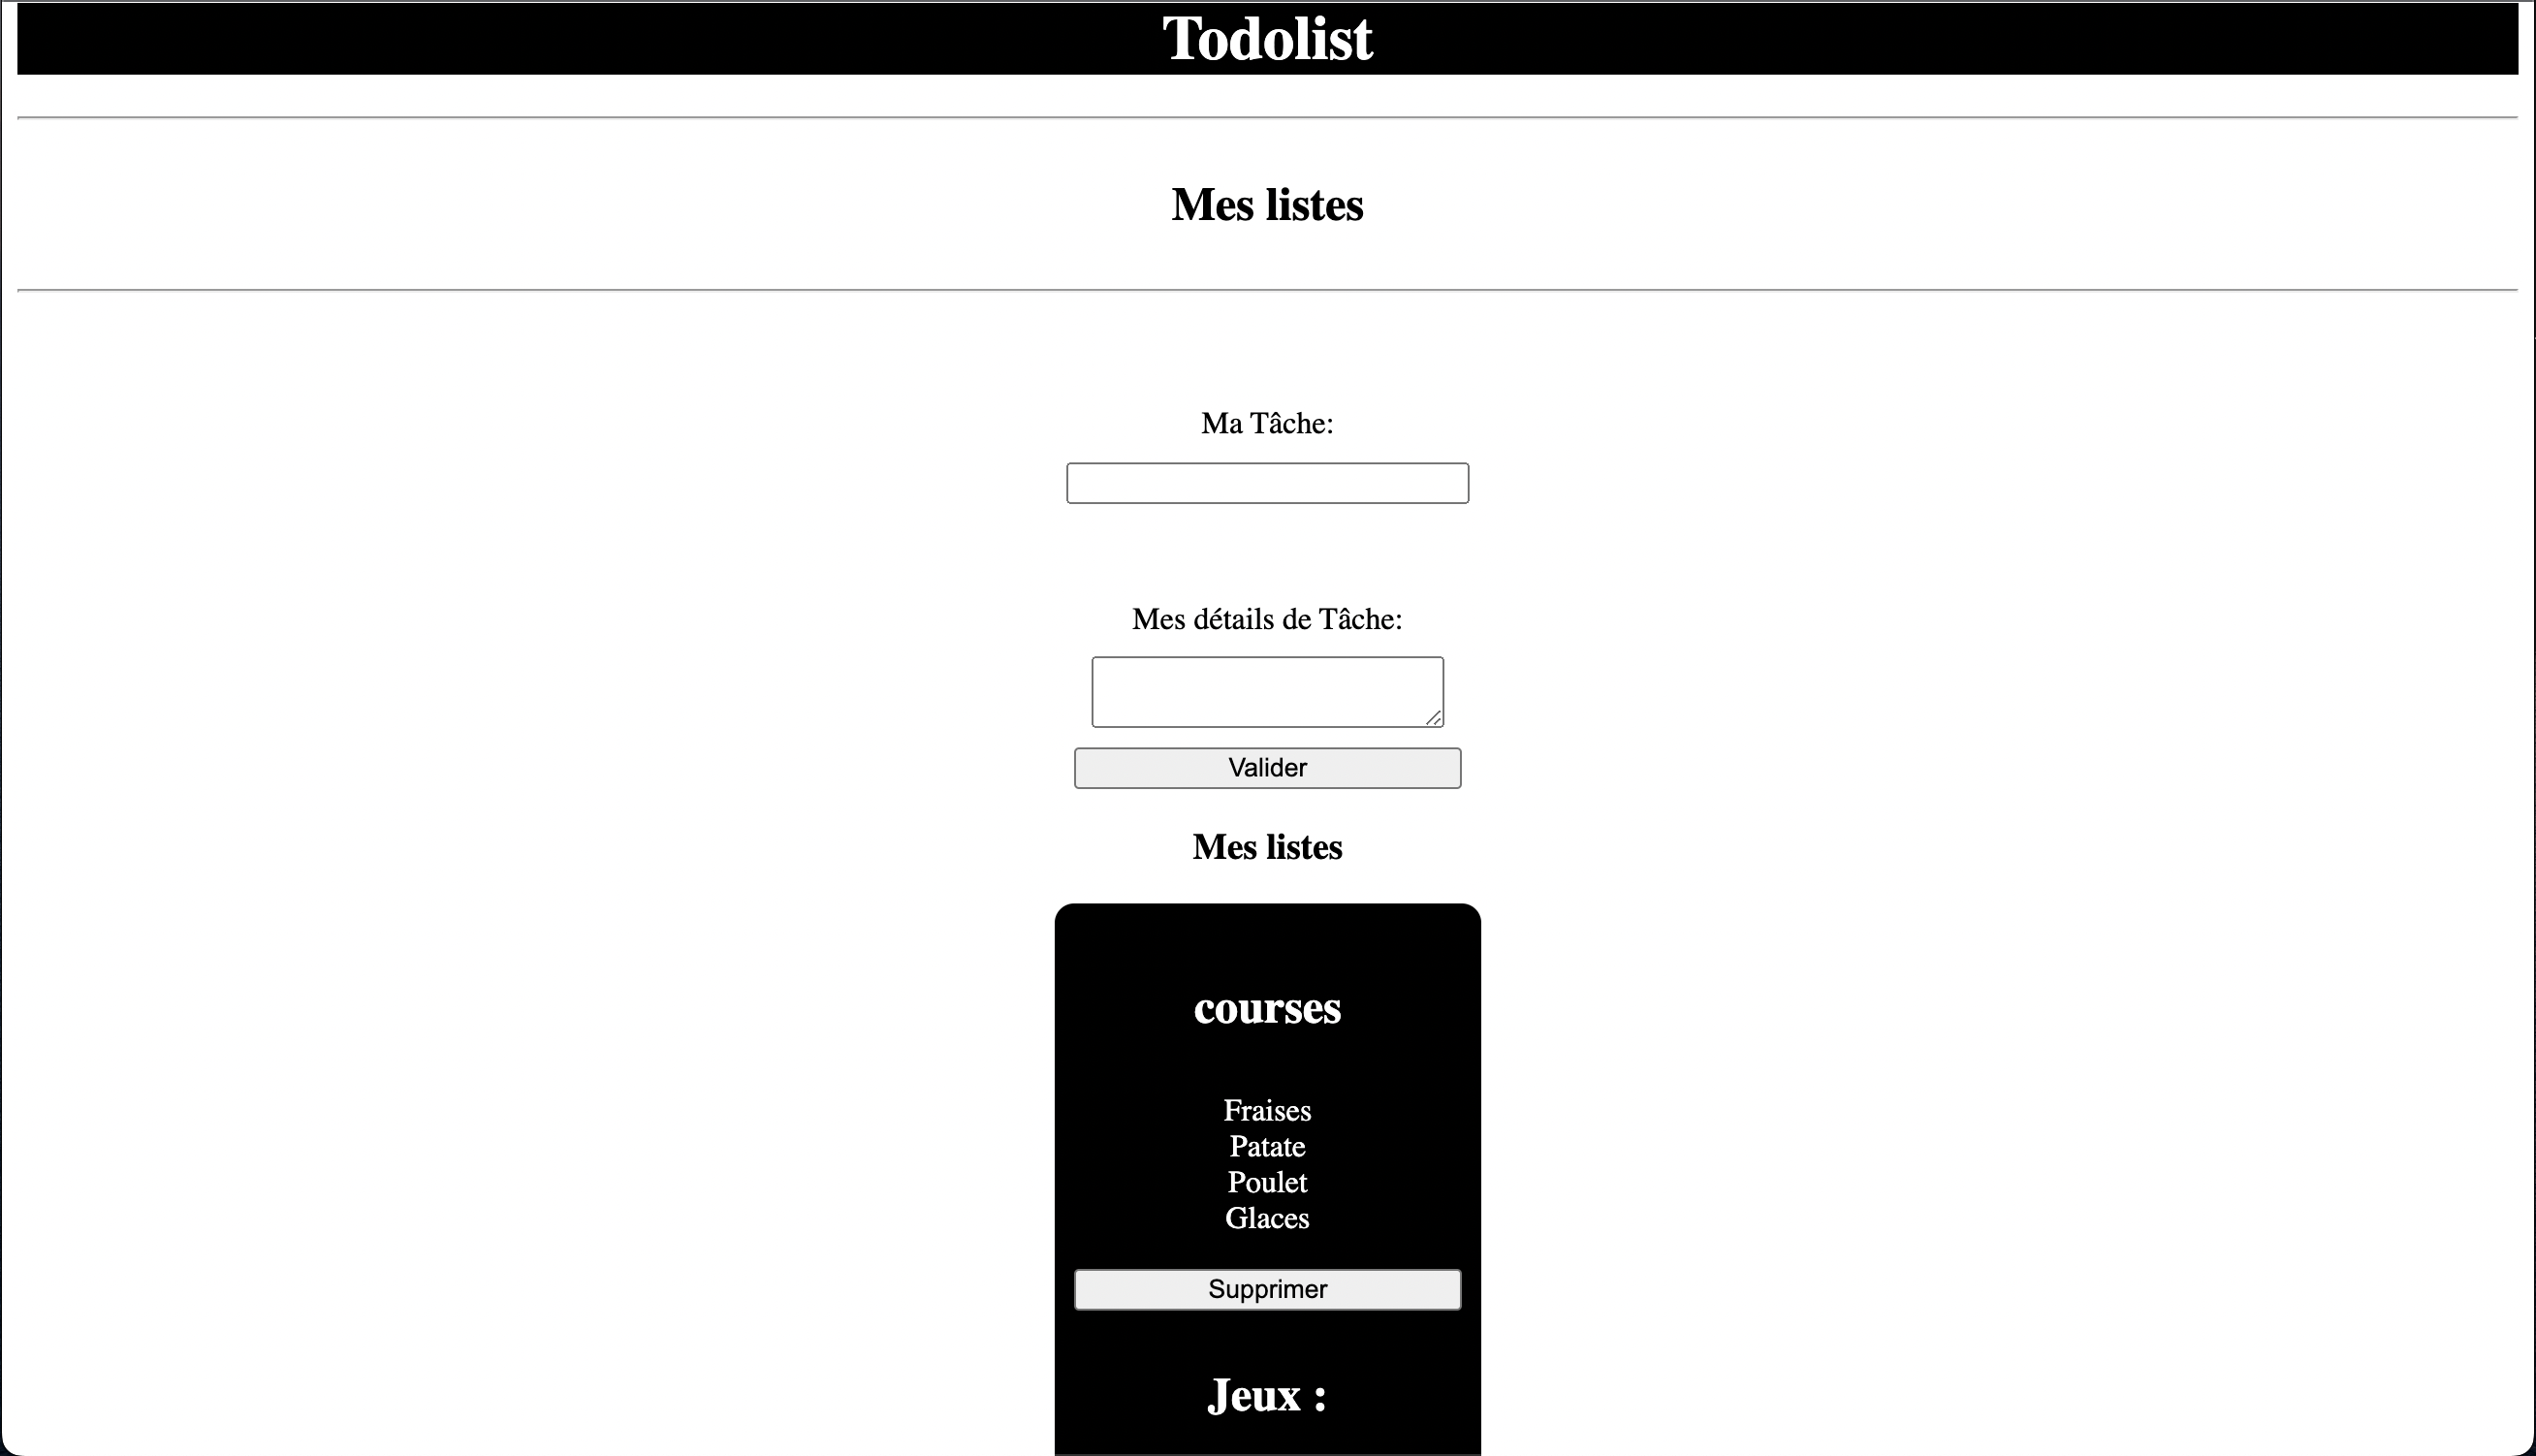 Todolist
Mes listes
Ma Tâche:
Mes détails de Tâche:
Valider
Mes listes
courses
Fraises
Patate
Poulet
Glaces
Supprimer
Jeux :